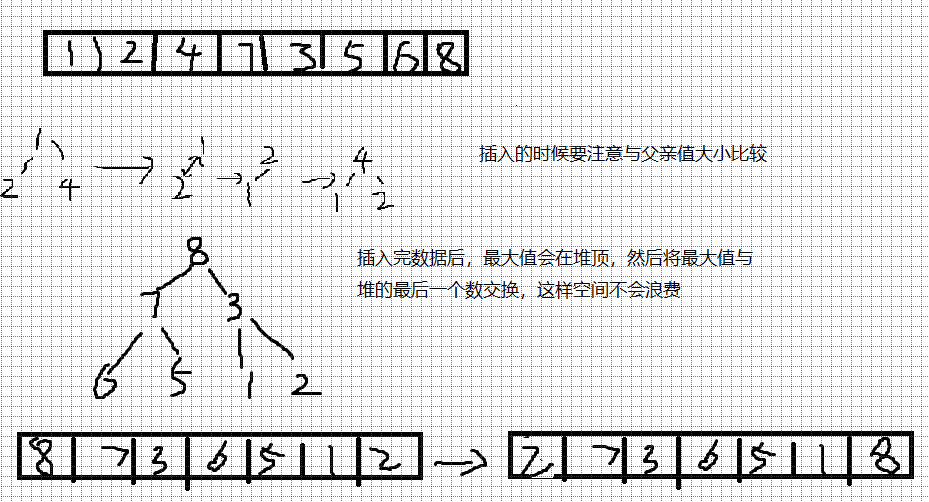 1 2 4 7 3 5 6 8
1 1 2 4
2 4 2 1 1 2
插入的时候要注意与父亲值大小比较
8
7 3
6 5 1 2
插入完数据后，最大值会在堆顶，然后将最大值与
堆的最后一个数交换，这样空间不会浪费
8 7 3 6 5 1 2
2 7 3 6 5 1 8